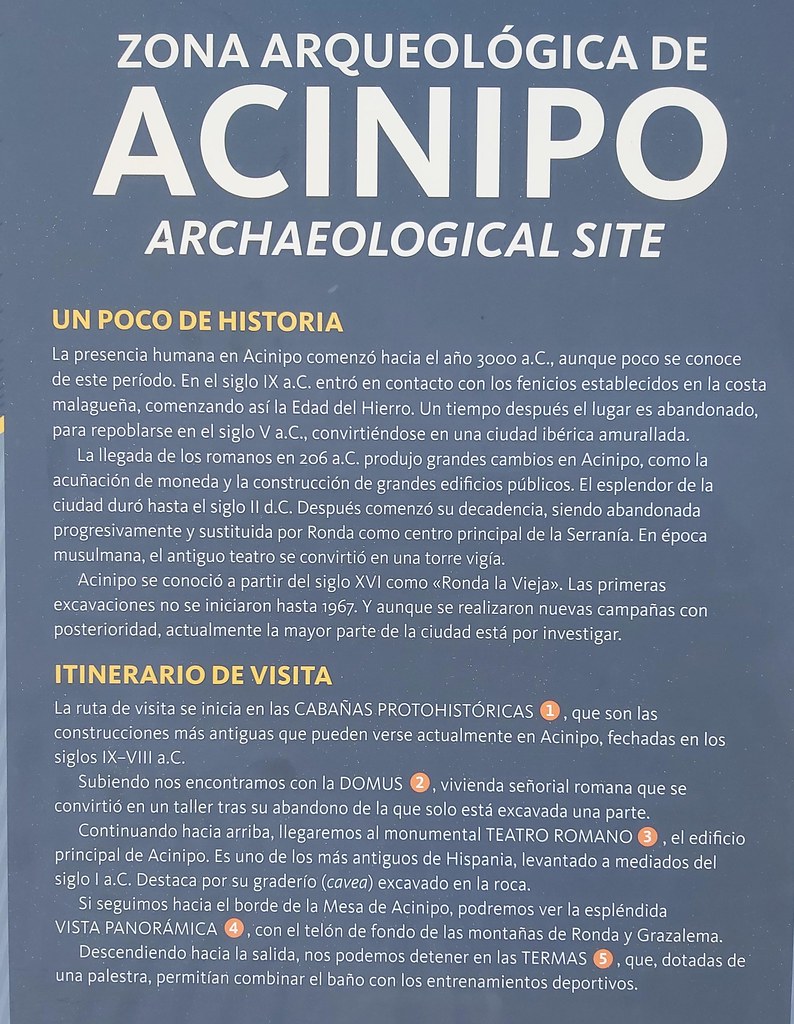 ZONA ARQUEOLÓGICA DE
ACINIPO
ARCHAEOLOGICAL SITE
UN POCO DE HISTORIA
La presencia humana en Acinipo comenzó hacia el año 3000 a.C., aunque poco se conoce
de este período. En el siglo IX a.C. entró en contacto con los fenicios establecidos en la costa
malagueña, comenzando así la Edad del Hierro. Un tiempo después el lugar es abandonado,
para repoblarse en el siglo V a.C., convirtiéndose en una ciudad ibérica amurallada.
La llegada de los romanos en 206 a.C. produjo grandes cambios en Acinipo, como la
acuñación de moneda y la construcción de grandes edificios públicos. El esplendor de la
ciudad duró hasta el siglo II d.C. Después comenzó su decadencia, siendo abandonada
progresivamente y sustituida por Ronda como centro principal de la Serranía. En época
musulmana, el antiguo teatro se convirtió en una torre vigía.
Acinipo se conoció a partir del siglo XVI como «Ronda la Vieja». Las primeras
excavaciones no se iniciaron hasta 1967. Y aunque se realizaron nuevas campañas con
posterioridad, actualmente la mayor parte de la ciudad está por investigar.
ITINERARIO DE VISITA
La ruta de visita se inicia en las CABAÑAS PROTOHISTÓRICAS 1, que son las
construcciones más antiguas que pueden verse actualmente en Acinipo, fechadas en los
siglos IX–VIII a.C.
Subiendo nos encontramos con la DOMUS 2, vivienda señorial romana que se
convirtió en un taller tras su abandono de la que solo está excavada una parte.
Continuando hacia arriba, llegaremos al monumental TEATRO ROMANO 3, el edificio
principal de Acinipo. Es uno de los más antiguos de Hispania, levantado a mediados del
siglo I a.C. Destaca por su graderío (cavea) excavado en la roca.
Si seguimos hacia el borde de la Mesa de Acinipo, podremos ver la espléndida
VISTA PANORÁMICA 4, con el telón de fondo de las montañas de Ronda y Grazalema.
Descendiendo hacia la salida, nos podemos detener en las TERMAS 5, que, dotadas de
una palestra, permitían combinar el baño con los entrenamientos deportivos.